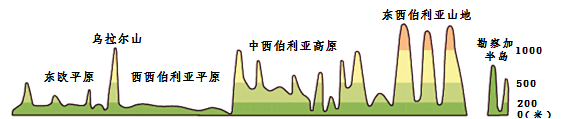 东西伯利亚山地
乌拉尔山
中西伯利亚高原
勘察加
半岛
东欧平原
西西伯利亚平原
1000
500
200
0(米)